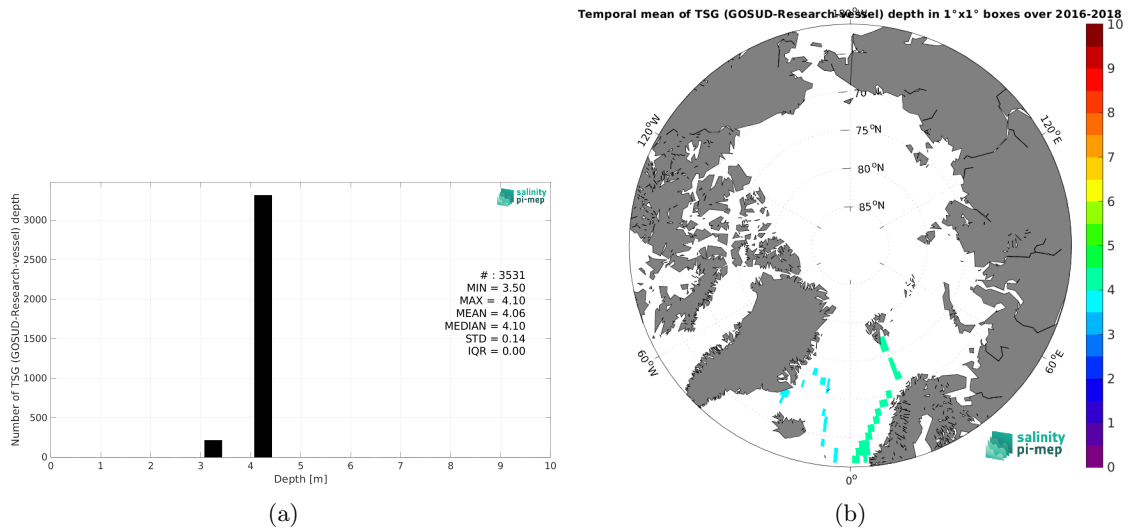 Temporal mean of TSG (GOSUD-Research-vessel) depth in 1°x1° boxes over 2016-2018
Number of TSG (GOSUD-Research-vessel) depth
3000
2500
2000
1500
1000
500
0
0 1 2 3 4 5 6 7 8 9 10
Depth [m]
salinity
pi-mep
# : 3531
MIN = 3.50
MAX = 4.10
MEAN = 4.06
MEDIAN = 4.10
STD = 0.14
IQR = 0.00
(a)
180°W
120°W
120°E
60°W
60°E
0°
70
75°N
80°N
85°N
10
9
8
7
6
5
4
3
2
1
0
salinity
pi-mep
(b)